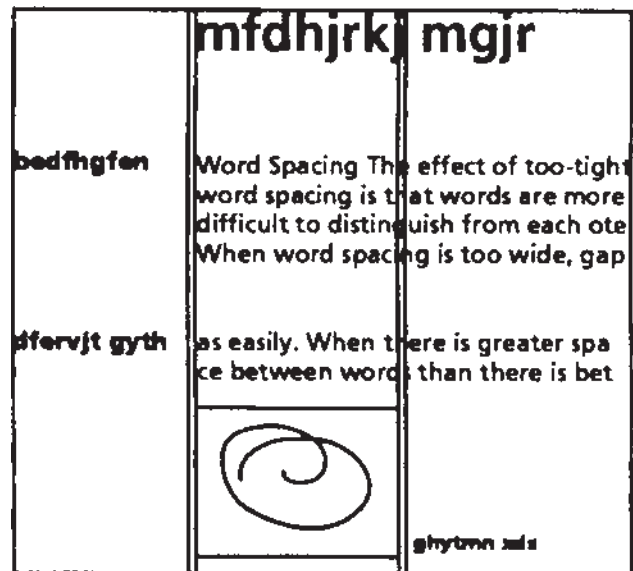 mfdhjrkj mgjr
bedfhgfen
Word Spacing The effect of too-tight
word spacing is that words are more
difficult to distinguish from each ote
When word spacing is too wide, gap
dfervjt gyth
as easily. When there is greater spa
ce between words than there is bet